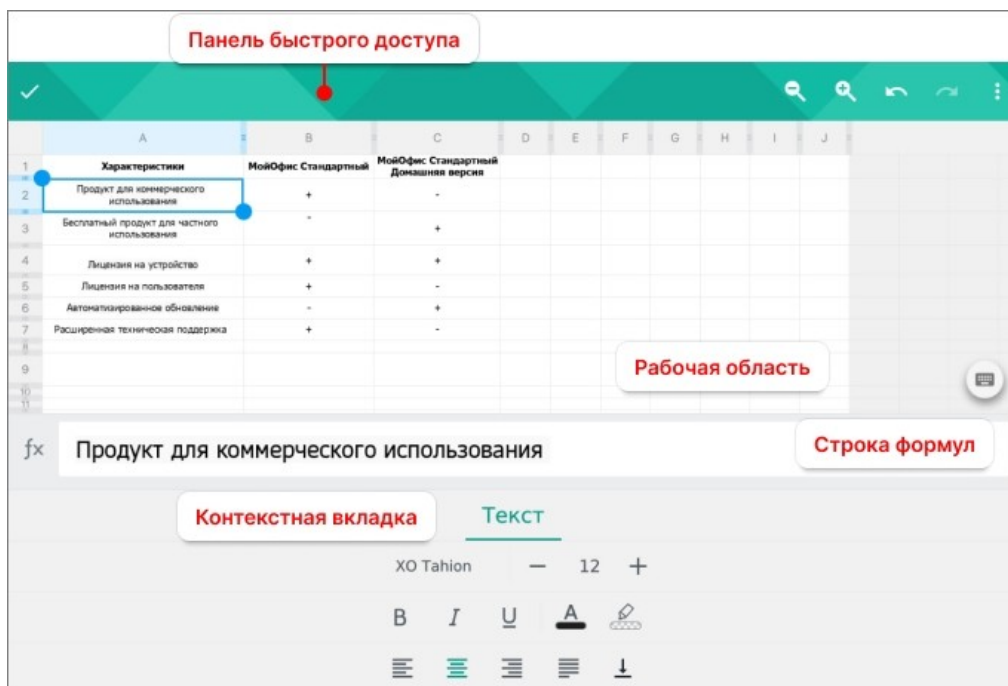 Панель быстрого доступа
A B C D E F G H I J
1 Характеристики МойОфис Стандартный МойОфис Стандартный
Домашняя версия
2 Продукт для коммерческого
использования + -
3 Бесплатный продукт для частного
использования - +
4 Лицензия на устройство + +
5 Лицензия на пользователя + -
6 Автоматизированное обновление - +
7 Расширенная техническая поддержка + -
8
9
10
11
Рабочая область
fx Продукт для коммерческого использования
Строка формул
Контекстная вкладка
Текст
XO Tahion — 12 +
B I U A